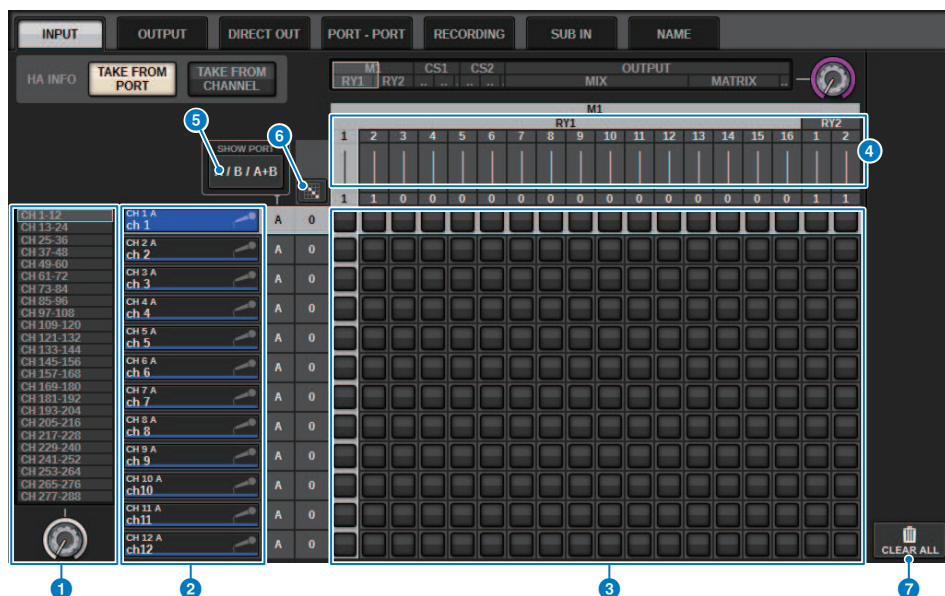 INPUT OUTPUT DIRECT OUT PORT - PORT RECORDING SUB IN NAME
HA INFO TAKE FROM PORT TAKE FROM CHANNEL
M1 CS1 CS2 OUTPUT
RY1 RY2 .. .. .. .. MIX MATRIX ..
M1
RY1 RY2
1 2 3 4 5 6 7 8 9 10 11 12 13 14 15 16 1 2
5 6 4
SHOW PORT
A / B / A+B
T
1 1 0 0 0 0 0 0 0 0 0 0 0 0 0 0 1 1
CH 1-12
CH 13-24
CH 25-36
CH 37-48
CH 49-60
CH 61-72
CH 73-84
CH 85-96
CH 97-108
CH 109-120
CH 121-132
CH 133-144
CH 145-156
CH 157-168
CH 169-180
CH 181-192
CH 193-204
CH 205-216
CH 217-228
CH 229-240
CH 241-252
CH 253-264
CH 265-276
CH 277-288
CH 1 A
ch 1 A 0
CH 2 A
ch 2 A 0
CH 3 A
ch 3 A 0
CH 4 A
ch 4 A 0
CH 5 A
ch 5 A 0
CH 6 A
ch 6 A 0
CH 7 A
ch 7 A 0
CH 8 A
ch 8 A 0
CH 9 A
ch 9 A 0
CH 10 A
ch10 A 0
CH 11 A
ch11 A 0
CH 12 A
ch12 A 0
CLEAR ALL
1 2 3 7